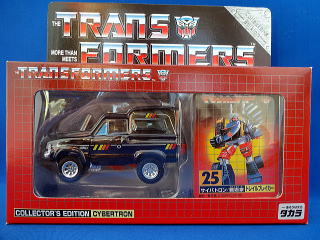 THE TRANS
MORE THAN
MEETS
FORMERS
TRANSFORMERS
25
サイバトロン
トレイルブレイカー
COLLECTOR'S EDITION CYBERTRON
タカラ